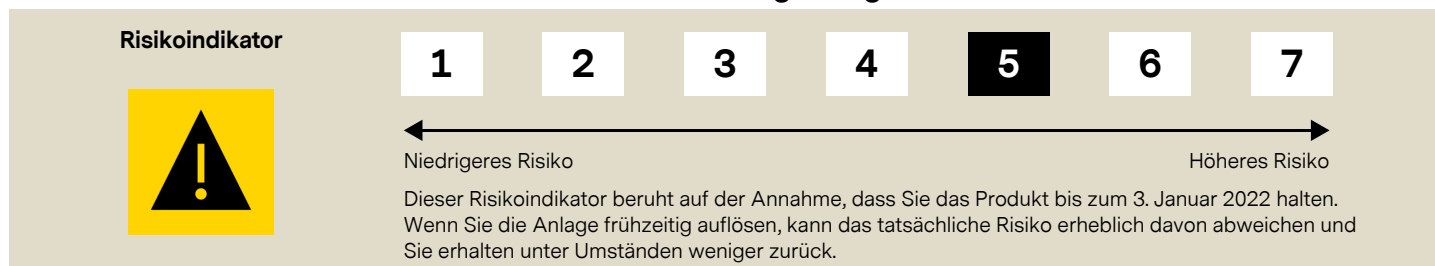 Risikoindikator
1 2 3 4 5 6 7
Niedrigeres Risiko Höheres Risiko
Dieser Risikoindikator beruht auf der Annahme, dass Sie das Produkt bis zum 3. Januar 2022 halten.
Wenn Sie die Anlage frühzeitig auflösen, kann das tatsächliche Risiko erheblich davon abweichen und
Sie erhalten unter Umständen weniger zurück.